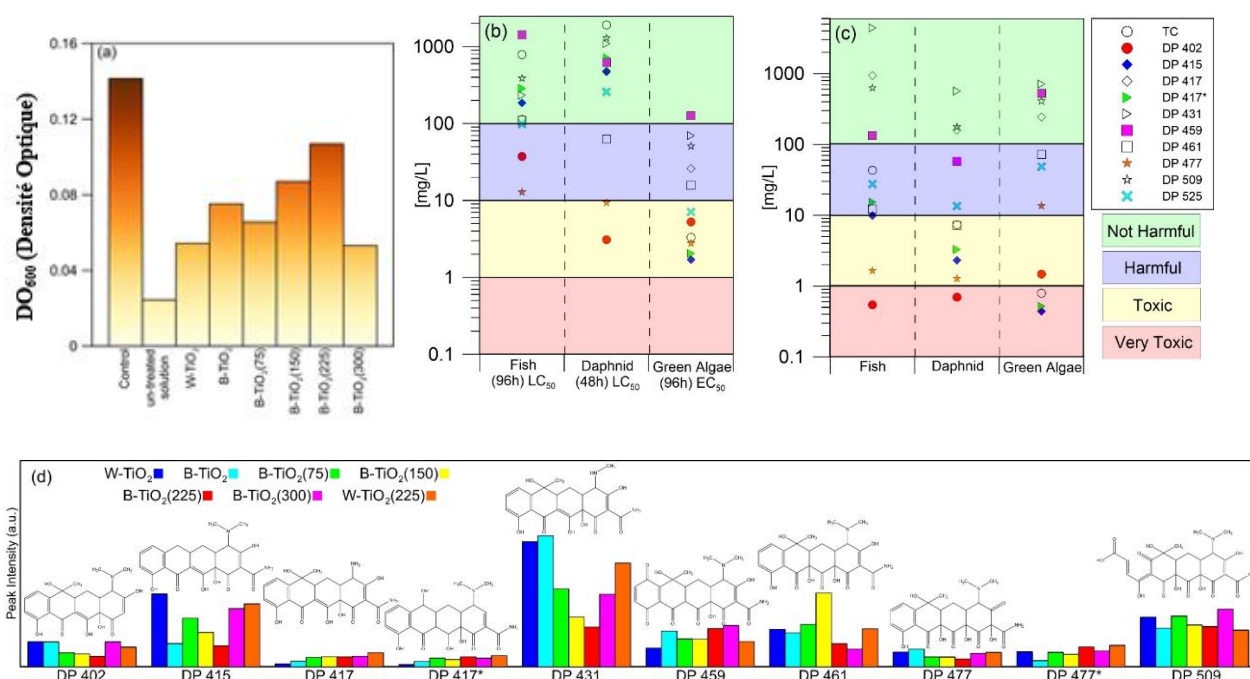 (a)
0.16
0.12
0.08
0.04
0
DO₆₀₀ (Densité Optique)
Control
un-treated
solution
W-TiO₂
B-TiO₂
B-TiO₂(75)
B-TiO₂(150)
B-TiO₂(225)
B-TiO₂(300)
(b)
1000
100
10
1
0.1
[mg/L]
Fish
(96h) LC₅₀
Daphnid
(48h) LC₅₀
Green Algae
(96h) EC₅₀
(c)
1000
100
10
1
0.1
[mg/L]
Fish
Daphnid
Green Algae
TC
DP 402
DP 415
DP 417
DP 417*
DP 431
DP 459
DP 461
DP 477
DP 509
DP 525
Not Harmful
Harmful
Toxic
Very Toxic
(d)
W-TiO₂ B-TiO₂ B-TiO₂(75) B-TiO₂(150)
B-TiO₂(225) B-TiO₂(300) W-TiO₂(225)
Peak Intensity (a.u.)
DP 402 DP 415 DP 417 DP 417* DP 431 DP 459 DP 461 DP 477 DP 477* DP 509